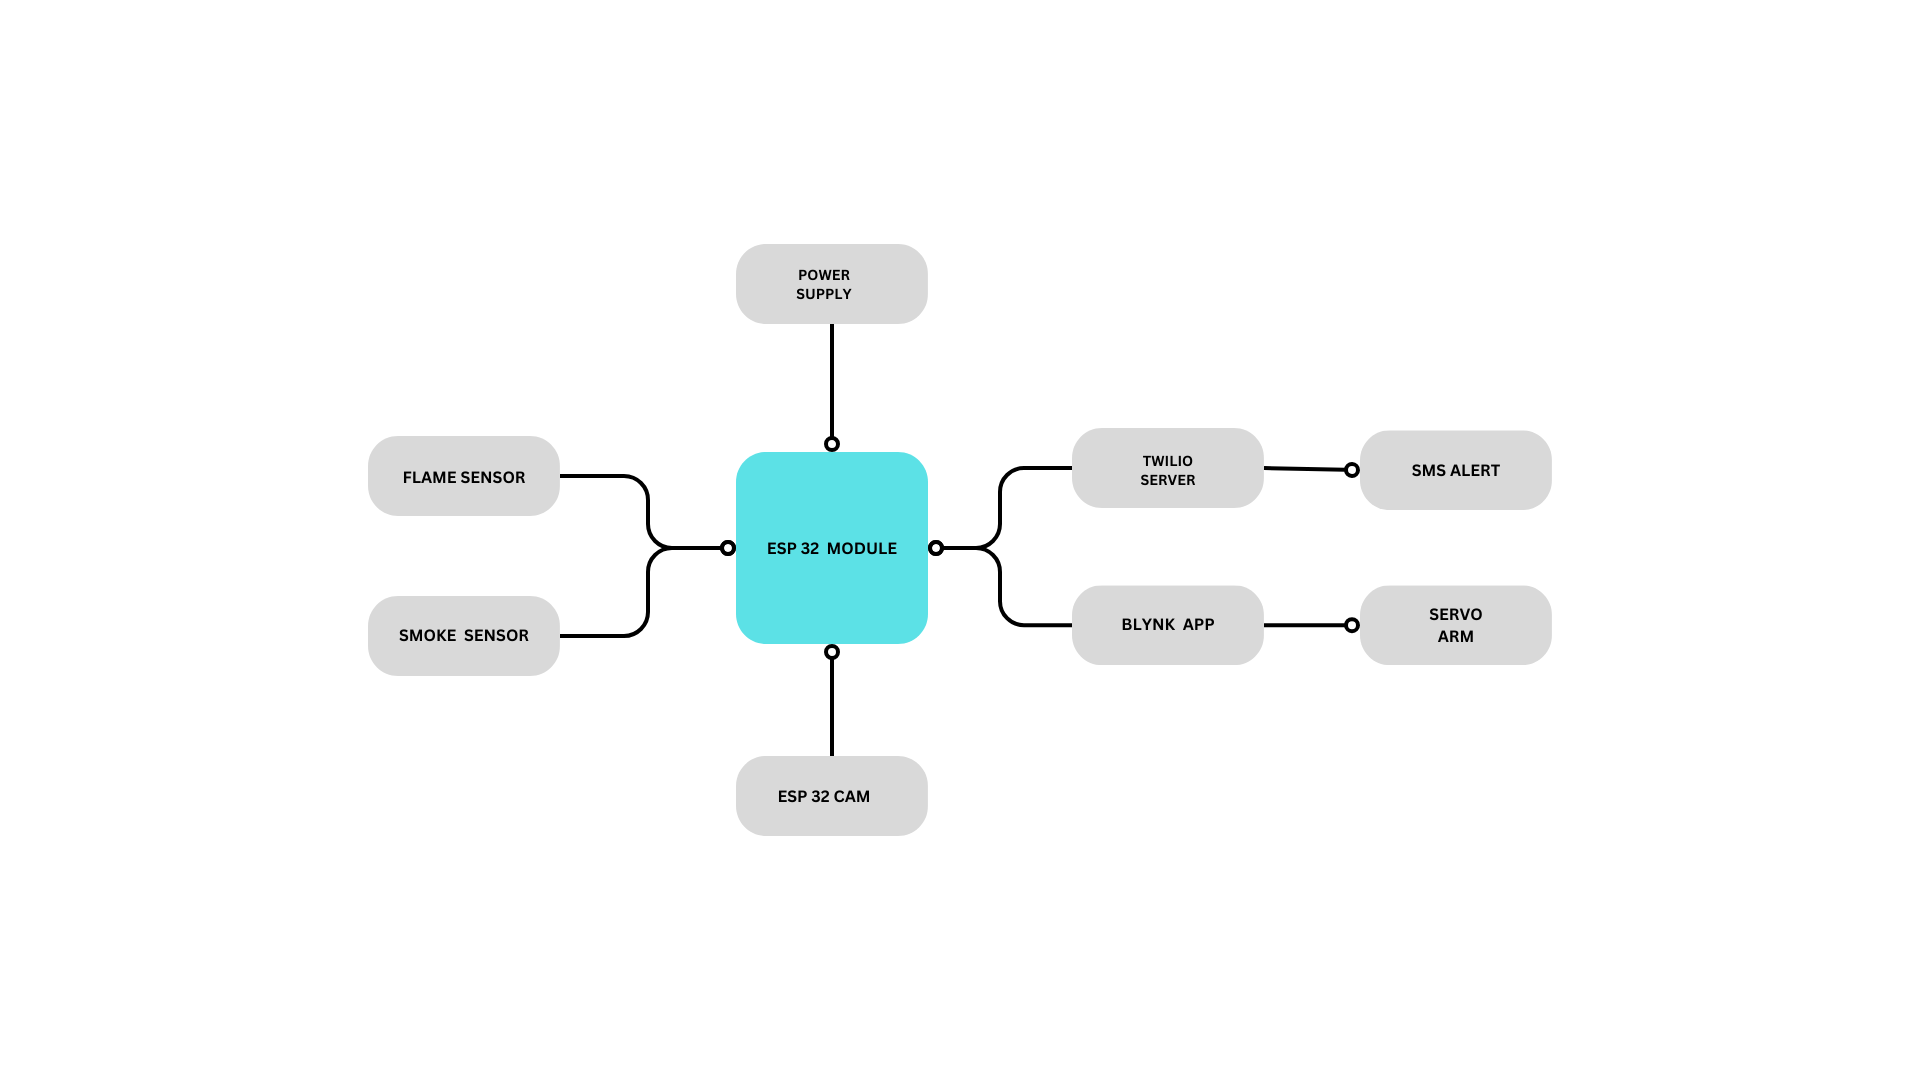 POWER
SUPPLY
FLAME SENSOR
SMOKE SENSOR
ESP 32 MODULE
TWILIO
SERVER
SMS ALERT
BLYNK APP
SERVO
ARM
ESP 32 CAM